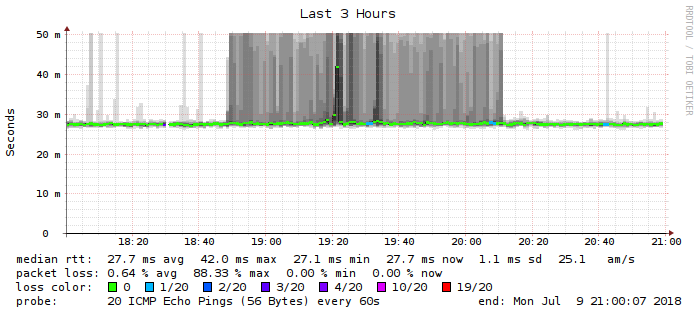 Last 3 Hours
RRDTOOL / TOBI OETIKER
Seconds
50 m
40 m
30 m
20 m
10 m
0
18:20 18:40 19:00 19:20 19:40 20:00 20:20 20:40 21:00
median rtt: 27.7 ms avg 42.0 ms max 27.1 ms min 27.7 ms now 1.1 ms sd 25.1 am/s
packet loss: 0.64 % avg 88.33 % max 0.00 % min 0.00 % now
loss color: 0 1/20 2/20 3/20 4/20 10/20 19/20
probe: 20 ICMP Echo Pings (56 Bytes) every 60s end: Mon Jul 9 21:00:07 2018